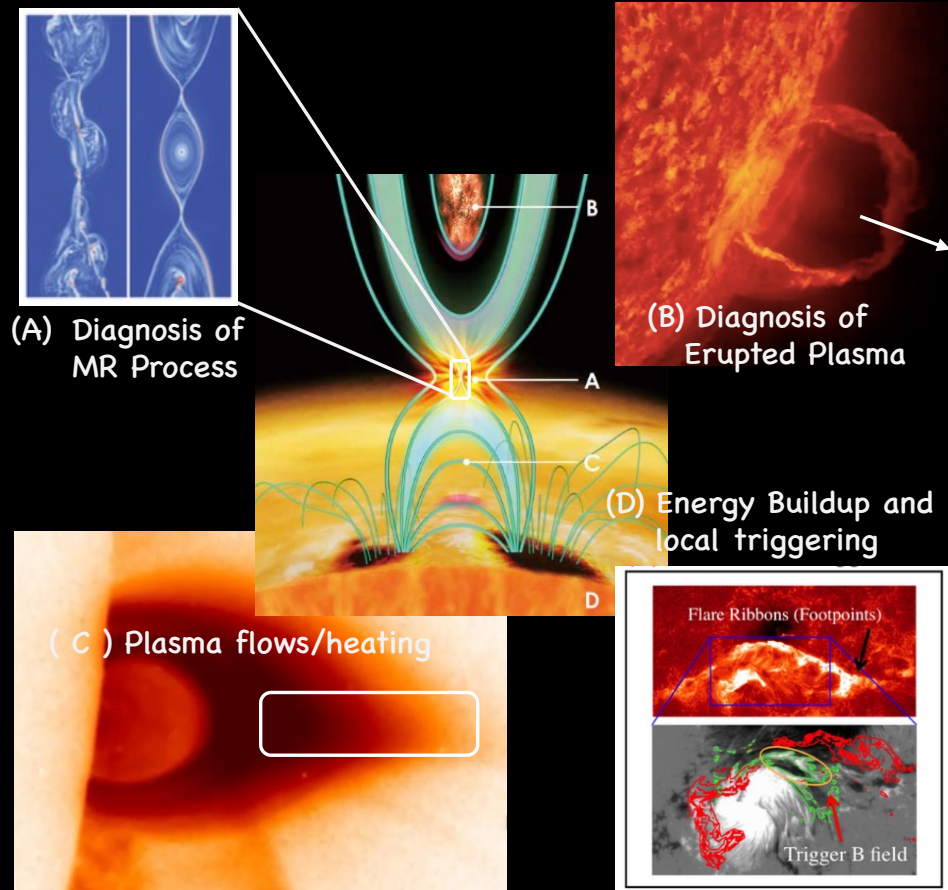 (A) Diagnosis of
MR Process
B
A
C
D
(B) Diagnosis of
Erupted Plasma
(D) Energy Buildup and
local triggering
( C ) Plasma flows/heating
Flare Ribbons (Footpoints)
Trigger B field